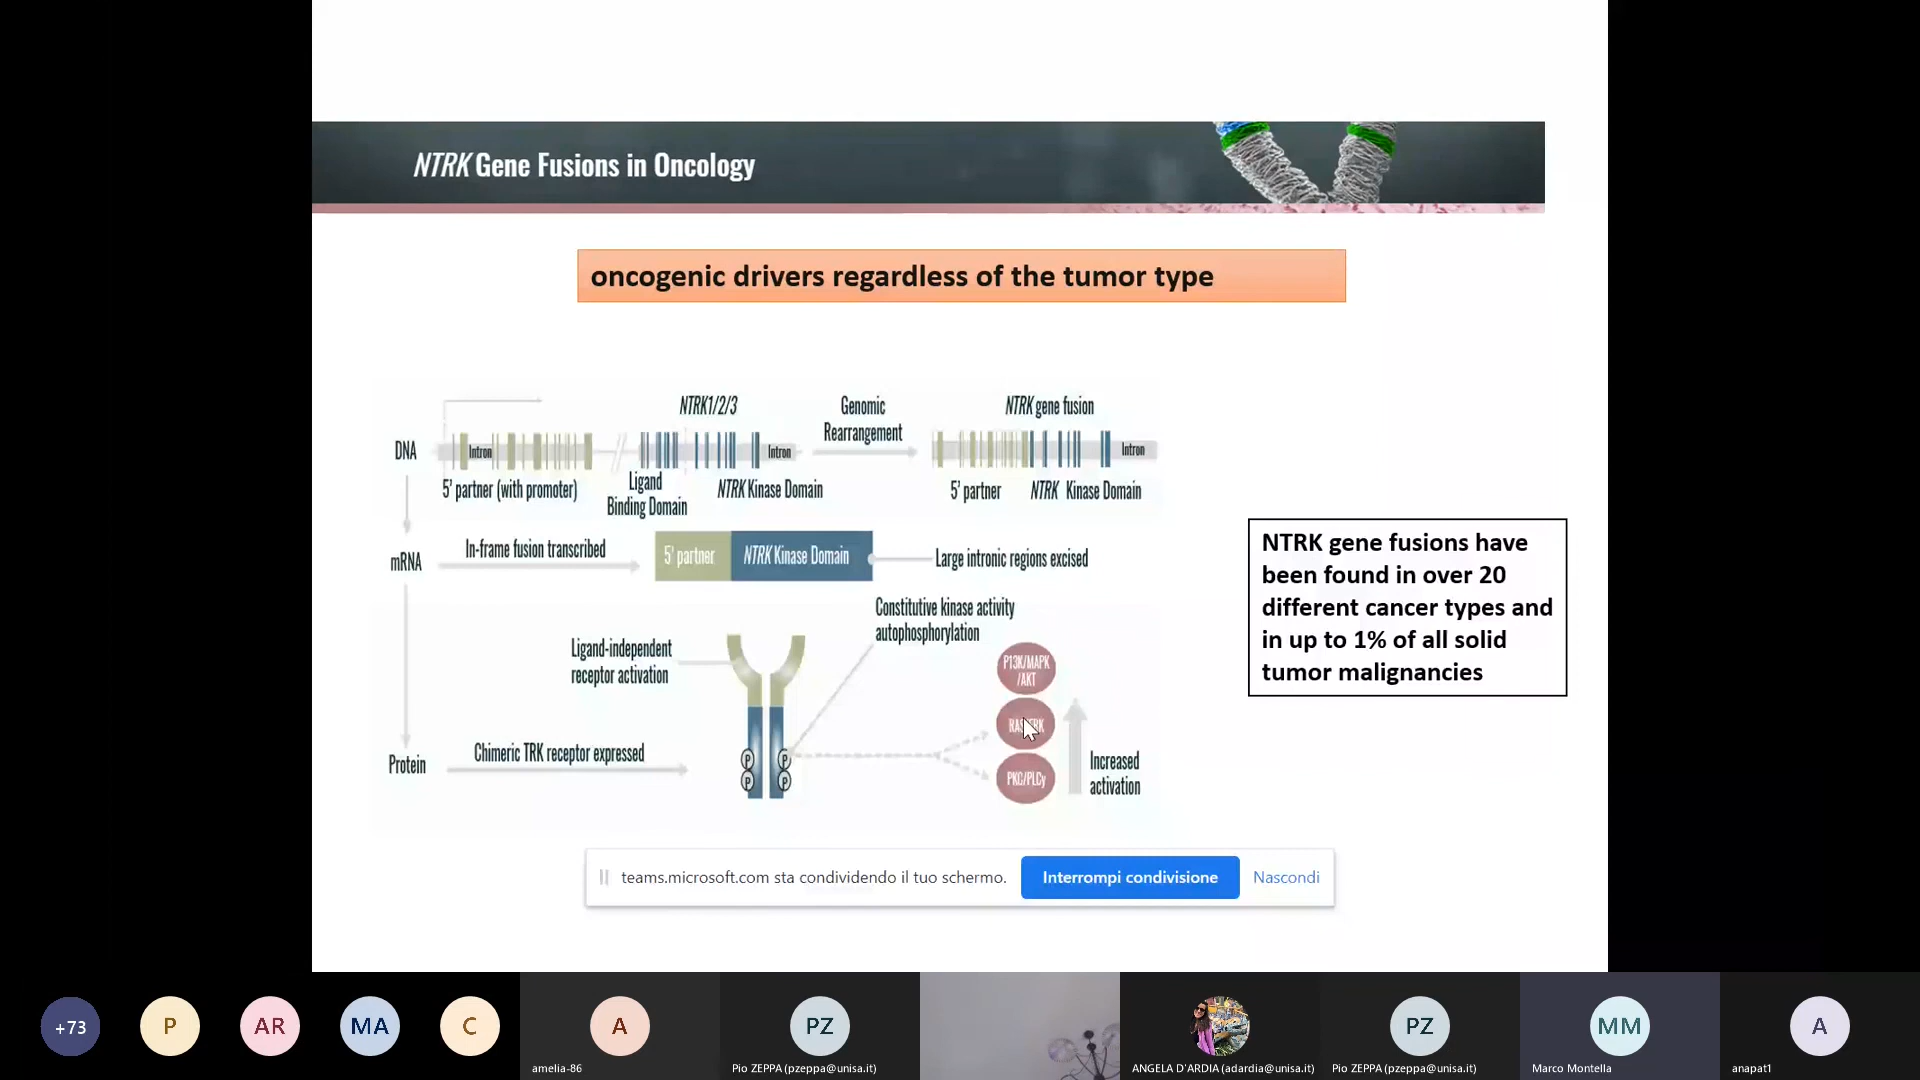 NTRK Gene Fusions in Oncology
oncogenic drivers regardless of the tumor type
NTRK1/2/3
Genomic
Rearrangement
NTRK gene fusion
DNA
Intron
Intron
Intron
5' partner (with promoter)
Ligand
Binding Domain
NTRK Kinase Domain
5' partner
NTRK Kinase Domain
mRNA
In-frame fusion transcribed
5' partner
NTRK Kinase Domain
Large intronic regions excised
Constitutive kinase activity
autophosphorylation
Ligand-independent
receptor activation
P13K/MAPK
/AKT
PKC/PLCγ
Increased
activation
Protein
Chimeric TRK receptor expressed
P
P
P
P
NTRK gene fusions have
been found in over 20
different cancer types and
in up to 1% of all solid
tumor malignancies
teams.microsoft.com sta condividendo il tuo schermo.
Interrompi condivisione
Nascondi
+73
P
AR
MA
C
A
amelia-86
PZ
Pio ZEPPA (pzeppa@unisa.it)
ANGELA D'ARDIA (adardia@unisa.it)
PZ
Pio ZEPPA (pzeppa@unisa.it)
MM
Marco Montella
A
anapat1